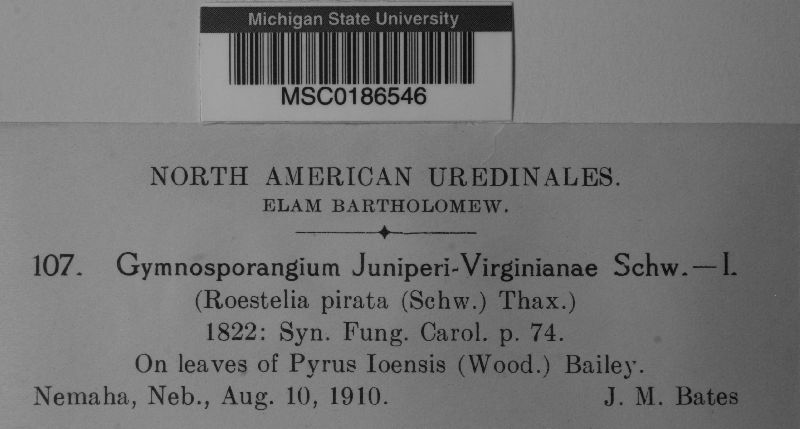 Michigan State University
MSC0186546
NORTH AMERICAN UREDINALES.
ELAM BARTHOLOMEW.
107. Gymnosporangium Juniperi-Virginianae Schw.—I.
(Roestelia pirata (Schw.) Thax.)
1822: Syn. Fung. Carol. p. 74.
On leaves of Pyrus Ioensis (Wood.) Bailey.
Nemaha, Neb., Aug. 10, 1910. J. M. Bates